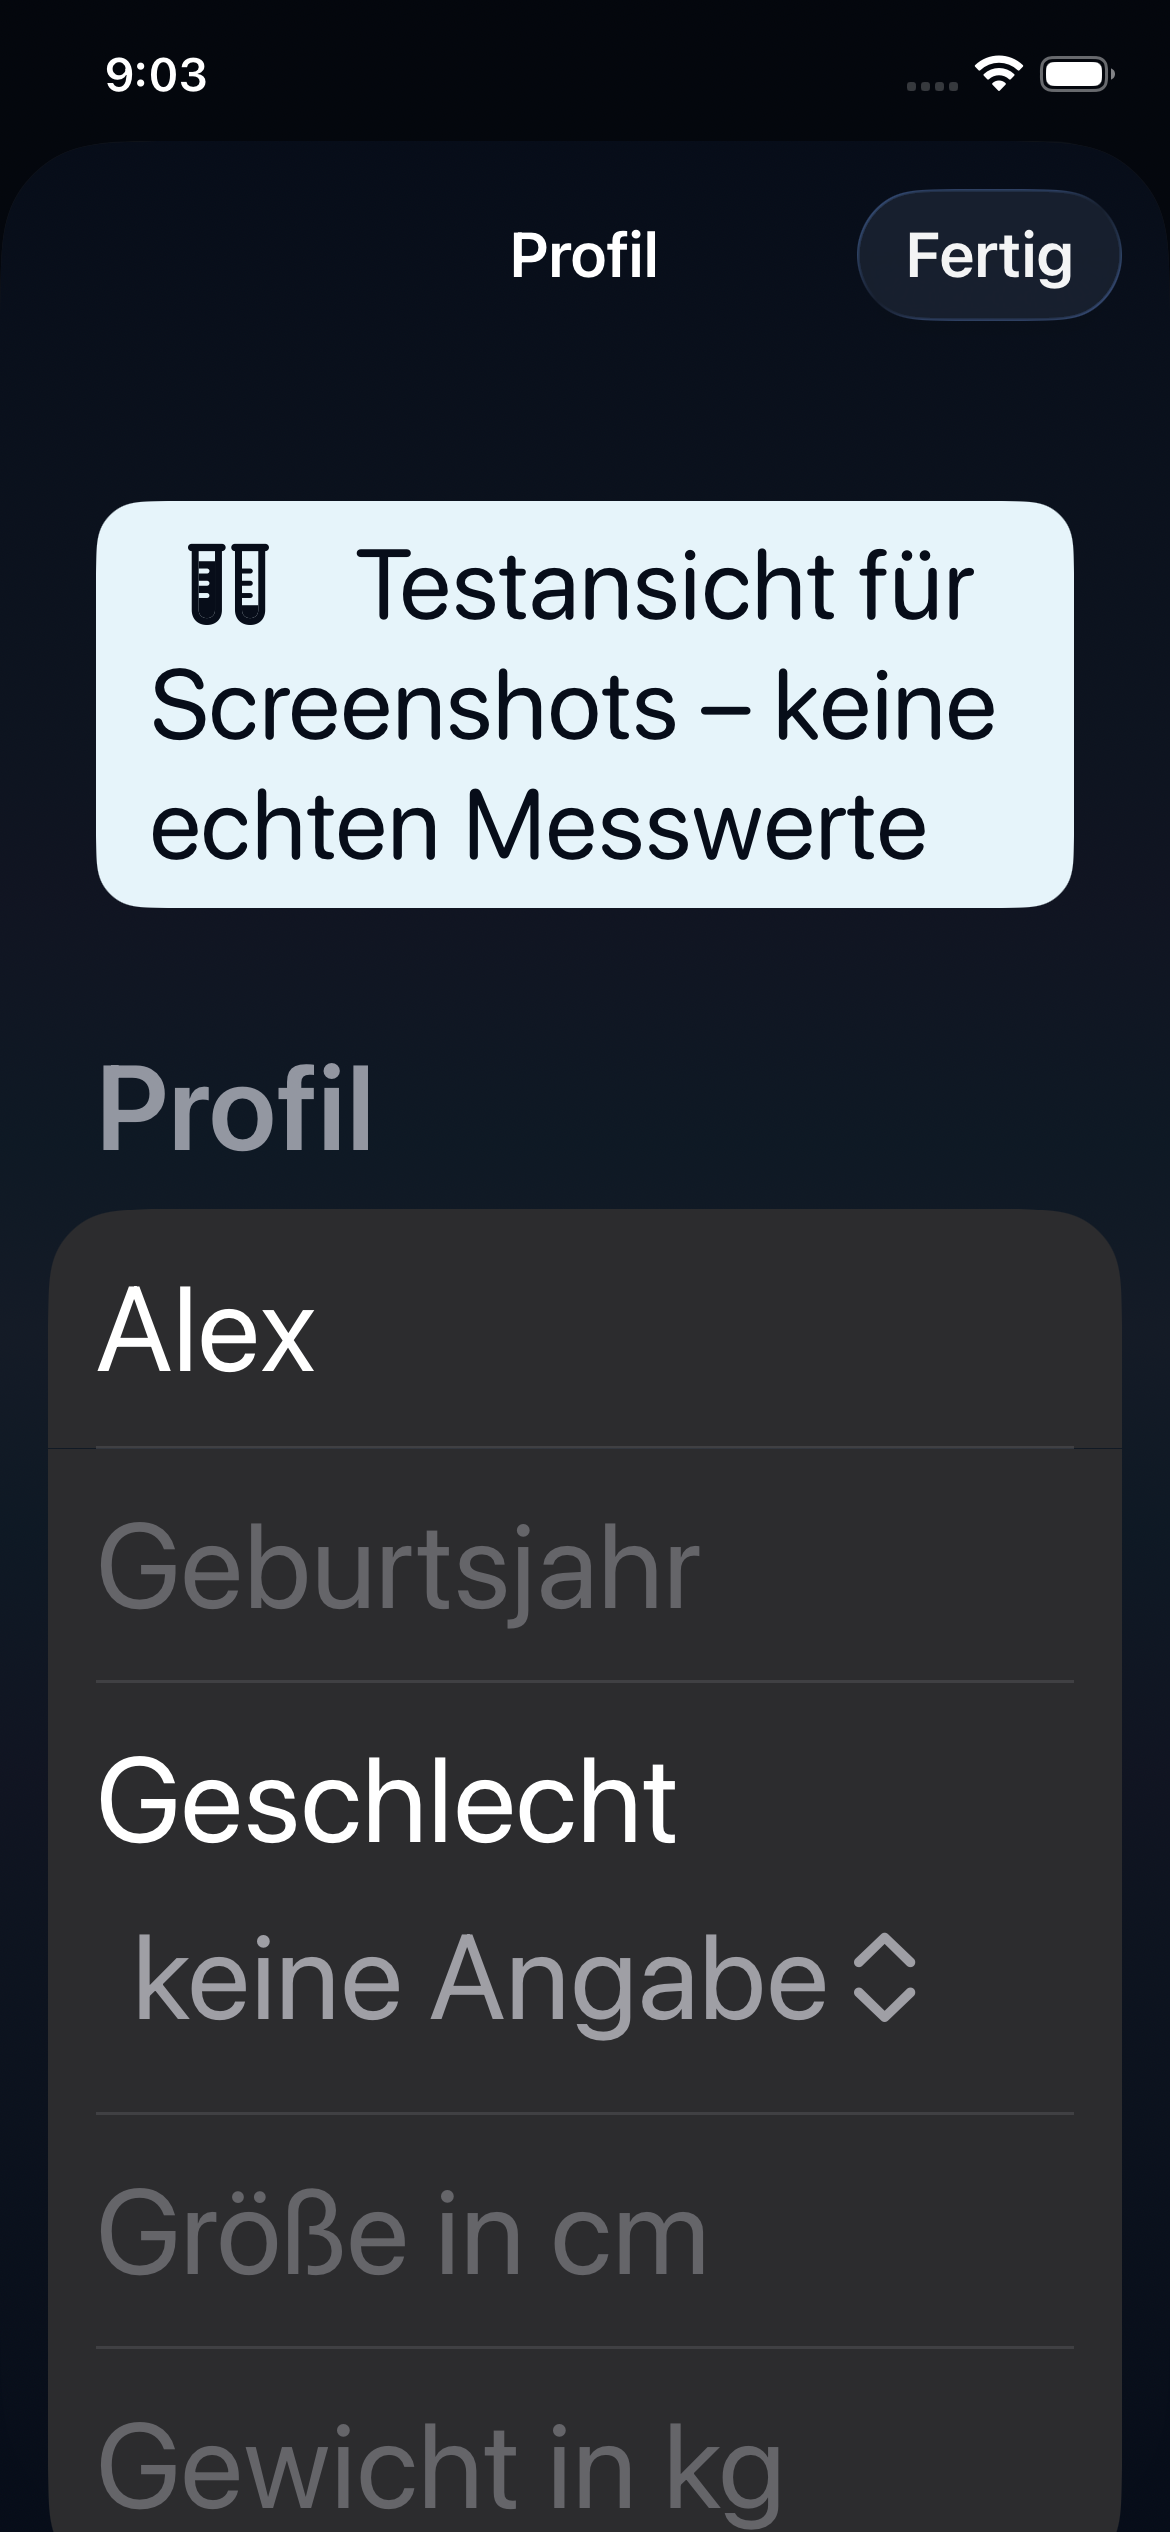 9:03
Profil
Fertig
Testansicht für
Screenshots – keine
echten Messwerte
Profil
Alex
Geburtsjahr
Geschlecht
keine Angabe
Größe in cm
Gewicht in kg